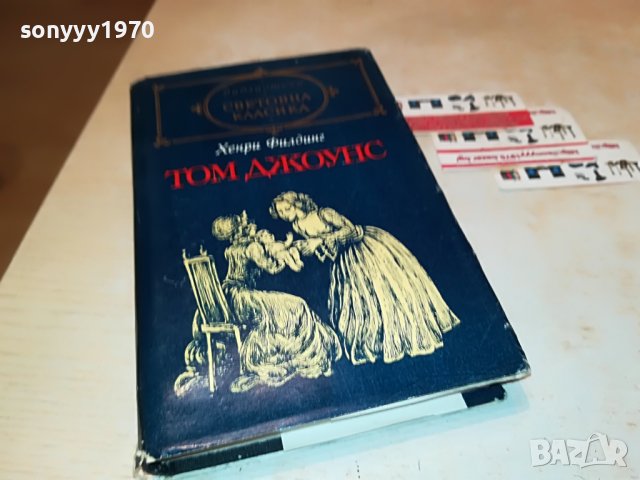 sonyyy1970
библиотека
СВЕТОВНА
КЛАСИКА
Хенри Филдинг
ТОМ ДЖОУНС
BAZAR